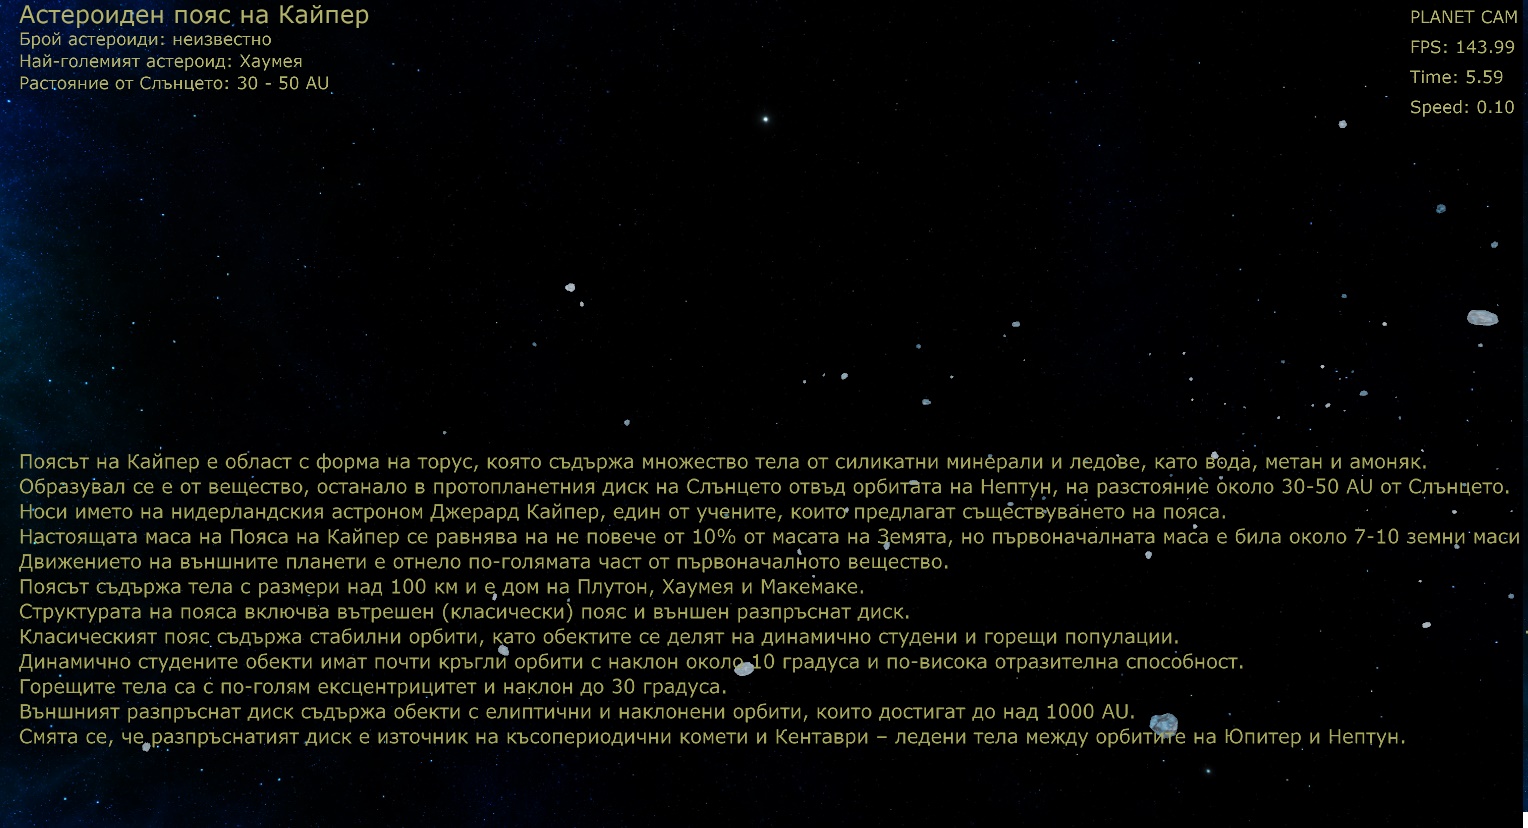 Астероиден пояс на Кайпер
Брой астероиди: неизвестно
Най-големият астероид: Хаумея
Растояние от Слънцето: 30 - 50 AU
PLANET CAM
FPS: 143.99
Time: 5.59
Speed: 0.10
Поясът на Кайпер е област с форма на торус, която съдържа множество тела от силикатни минерали и ледове, като вода, метан и амоняк.
Образувал се е от вещество, останало в протопланетния диск на Слънцето отвъд орбитата на Нептун, на разстояние около 30-50 AU от Слънцето.
Носи името на нидерландския астроном Джерард Кайпер, един от учените, които предлагат съществуването на пояса.
Настоящата маса на Пояса на Кайпер се равнява на не повече от 10% от масата на Земята, но първоначалната маса е била около 7-10 земни маси
Движението на външните планети е отнело по-голямата част от първоначалното вещество.
Поясът съдържа тела с размери над 100 км и е дом на Плутон, Хаумея и Макемаке.
Структурата на пояса включва вътрешен (класически) пояс и външен разпръснат диск.
Класическият пояс съдържа стабилни орбити, като обектите се делят на динамично студени и горещи популации.
Динамично студените обекти имат почти кръгли орбити с наклон около 10 градуса и по-висока отразителна способност.
Горещите тела са с по-голям ексцентрицитет и наклон до 30 градуса.
Външният разпръснат диск съдържа обекти с елиптични и наклонени орбити, които достигат до над 1000 AU.
Смята се, че разпръснатият диск е източник на късопериодични комети и Кентаври – ледени тела между орбитите на Юпитер и Нептун.